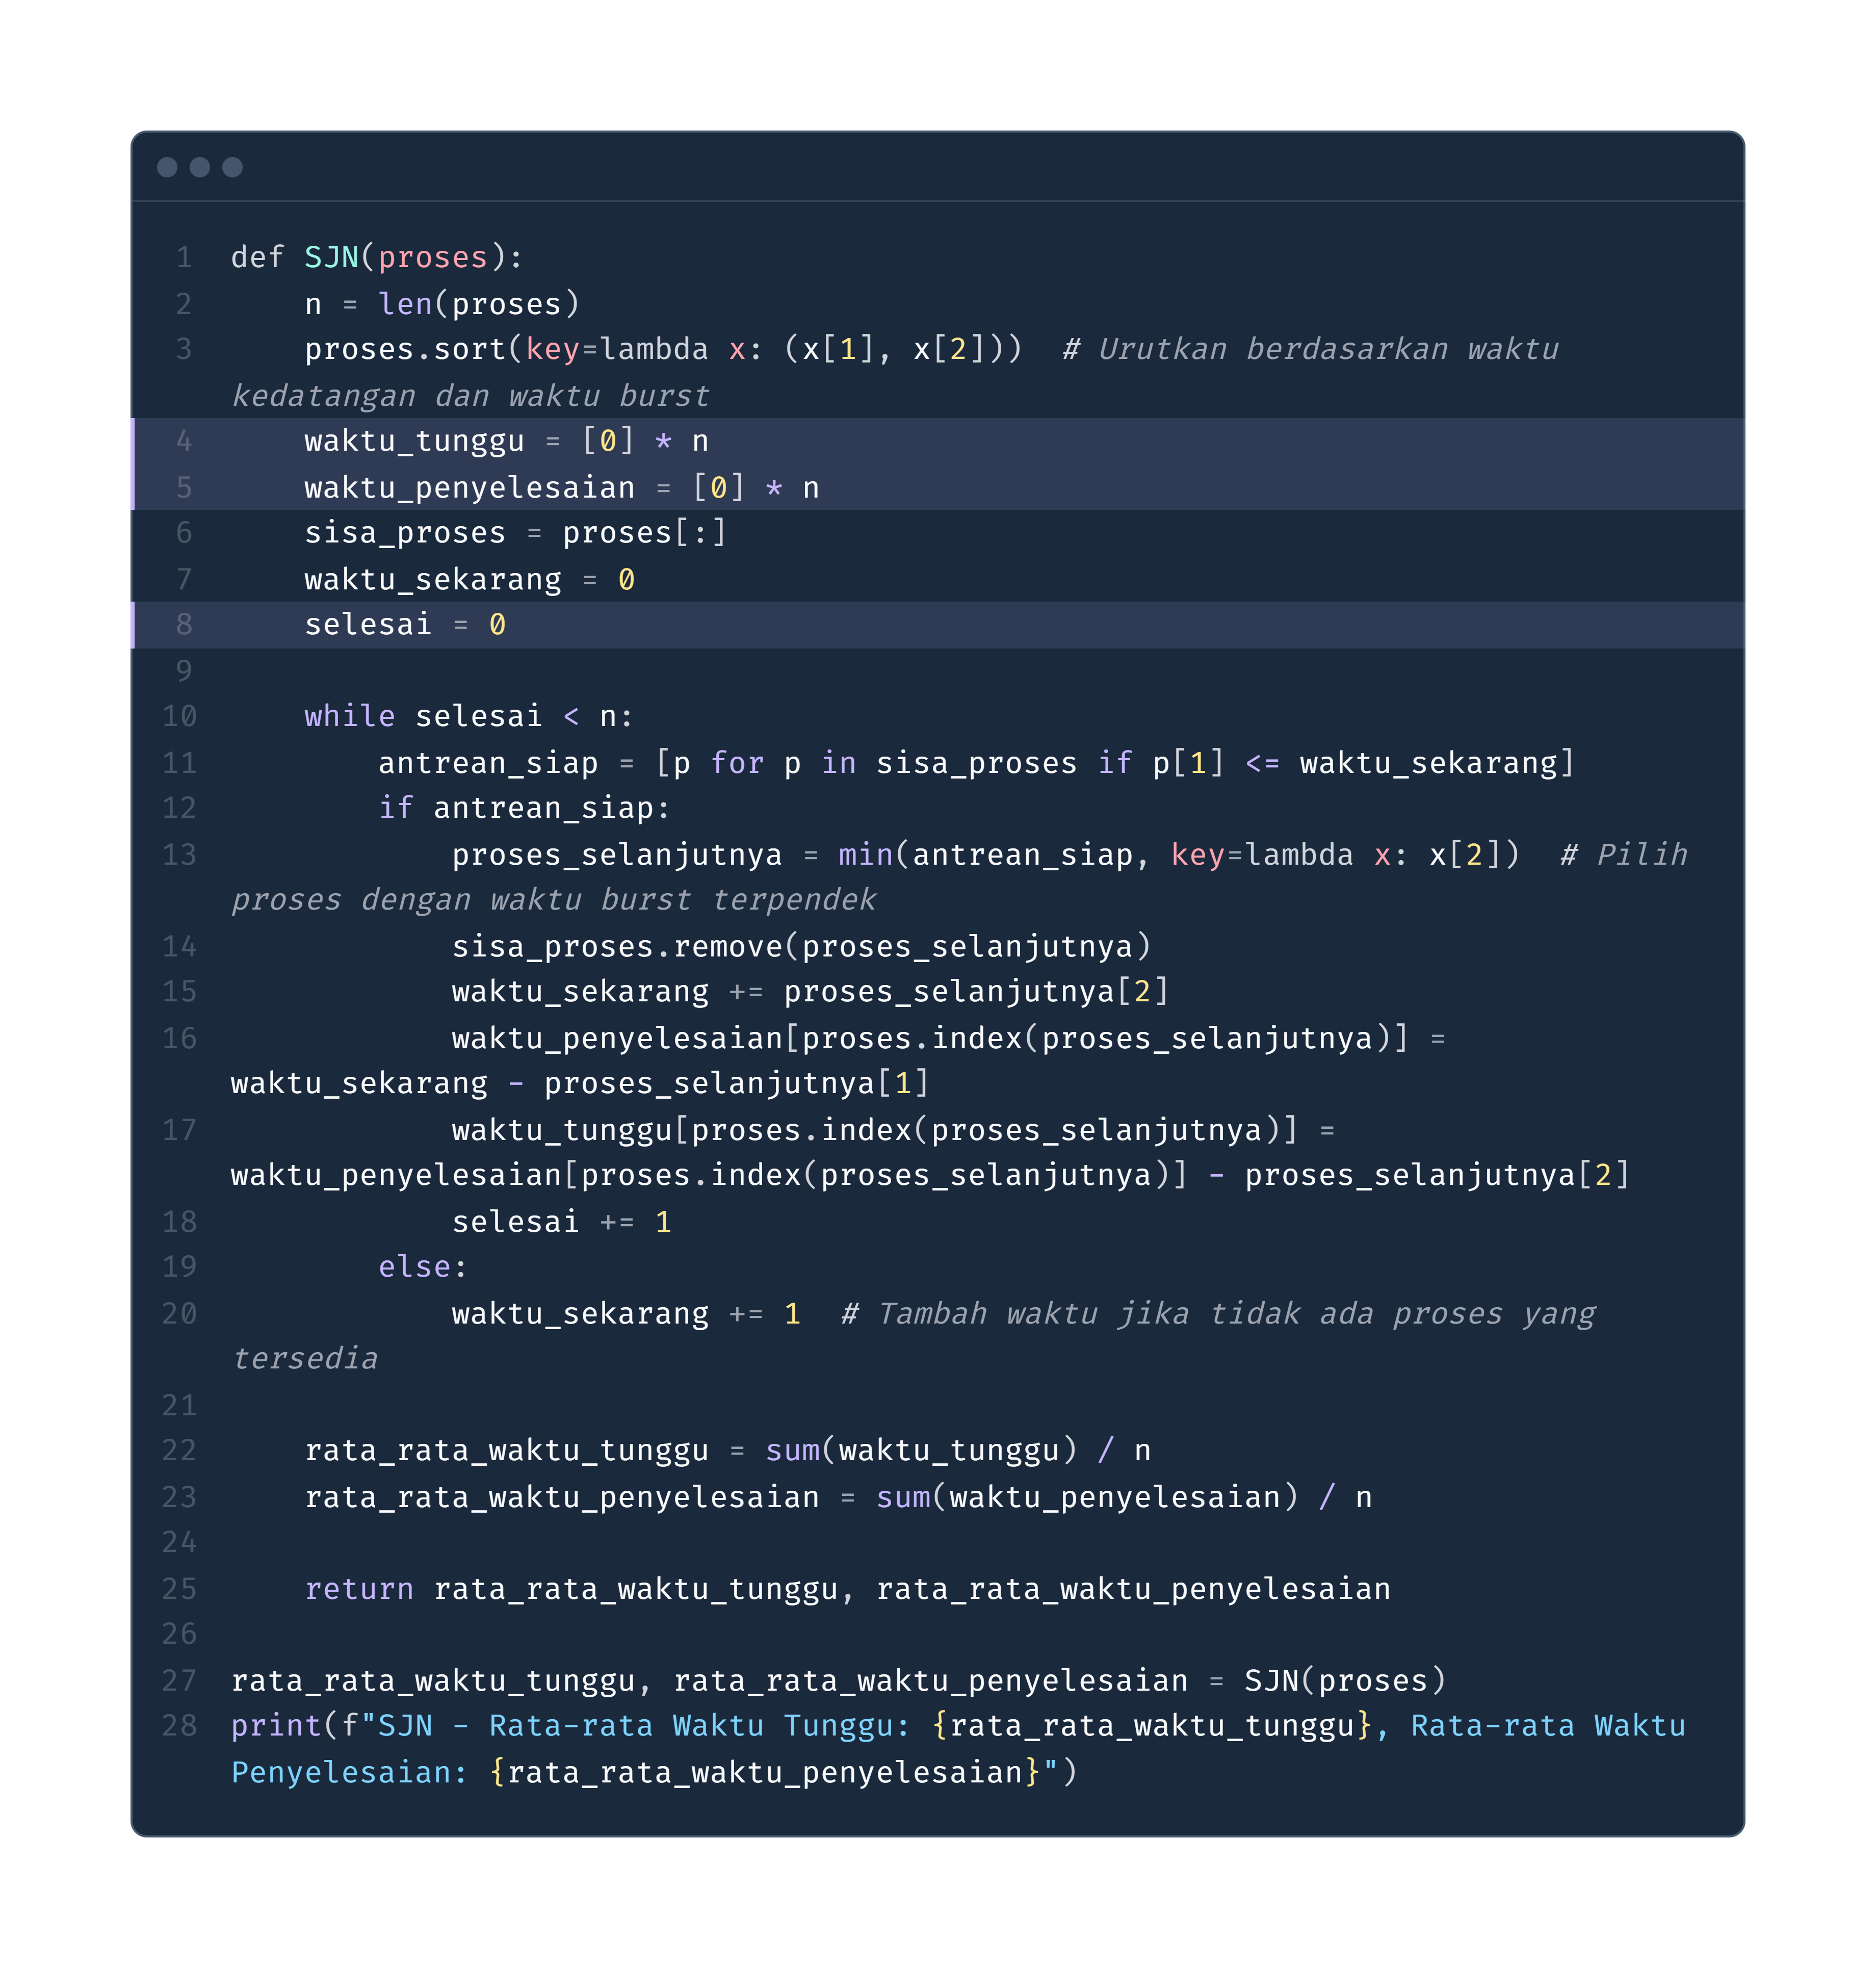 1 def SJN(proses):
2     n = len(proses)
3     proses.sort(key=lambda x: (x[1], x[2]))  # Urutkan berdasarkan waktu
kedatangan dan waktu burst
4     waktu_tunggu = [0] * n
5     waktu_penyelesaian = [0] * n
6     sisa_proses = proses[:]
7     waktu_sekarang = 0
8     selesai = 0
9
10     while selesai < n:
11         antrean_siap = [p for p in sisa_proses if p[1] <= waktu_sekarang]
12         if antrean_siap:
13             proses_selanjutnya = min(antrean_siap, key=lambda x: x[2])  # Pilih
proses dengan waktu burst terpendek
14             sisa_proses.remove(proses_selanjutnya)
15             waktu_sekarang += proses_selanjutnya[2]
16             waktu_penyelesaian[proses.index(proses_selanjutnya)] =
waktu_sekarang - proses_selanjutnya[1]
17             waktu_tunggu[proses.index(proses_selanjutnya)] =
waktu_penyelesaian[proses.index(proses_selanjutnya)] - proses_selanjutnya[2]
18             selesai += 1
19         else:
20             waktu_sekarang += 1  # Tambah waktu jika tidak ada proses yang
tersedia
21
22     rata_rata_waktu_tunggu = sum(waktu_tunggu) / n
23     rata_rata_waktu_penyelesaian = sum(waktu_penyelesaian) / n
24
25     return rata_rata_waktu_tunggu, rata_rata_waktu_penyelesaian
26
27 rata_rata_waktu_tunggu, rata_rata_waktu_penyelesaian = SJN(proses)
28 print(f"SJN - Rata-rata Waktu Tunggu: {rata_rata_waktu_tunggu}, Rata-rata Waktu
Penyelesaian: {rata_rata_waktu_penyelesaian}")